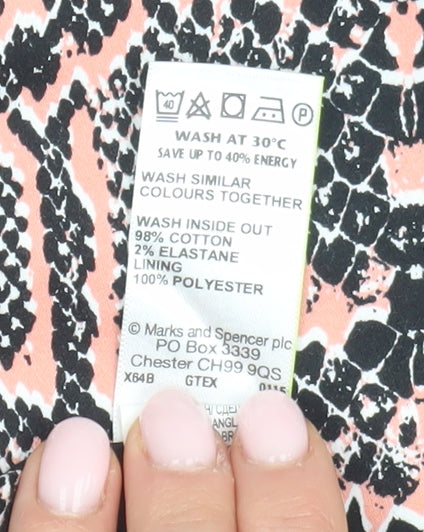 40 P
WASH AT 30°C
SAVE UP TO 40% ENERGY
WASH SIMILAR
COLOURS TOGETHER
WASH INSIDE OUT
98% COTTON
2% ELASTANE
LINING
100% POLYESTER
© Marks and Spencer plc
PO Box 3339
Chester CH99 9QS
X64B GTEX 0115